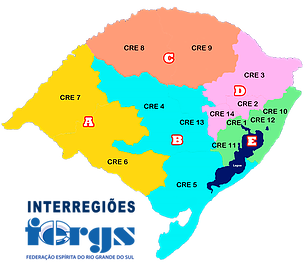 CRE 8
CRE 9
C
CRE 3
CRE 7
D
CRE 4
CRE 2
CRE 10
A
CRE 13
CRE 14
CRE 1
CRE 12
B
E
CRE 11
CRE 6
CRE 5
INTERREGIÕES
fergs
FEDERAÇÃO ESPÍRITA DO RIO GRANDE DO SUL